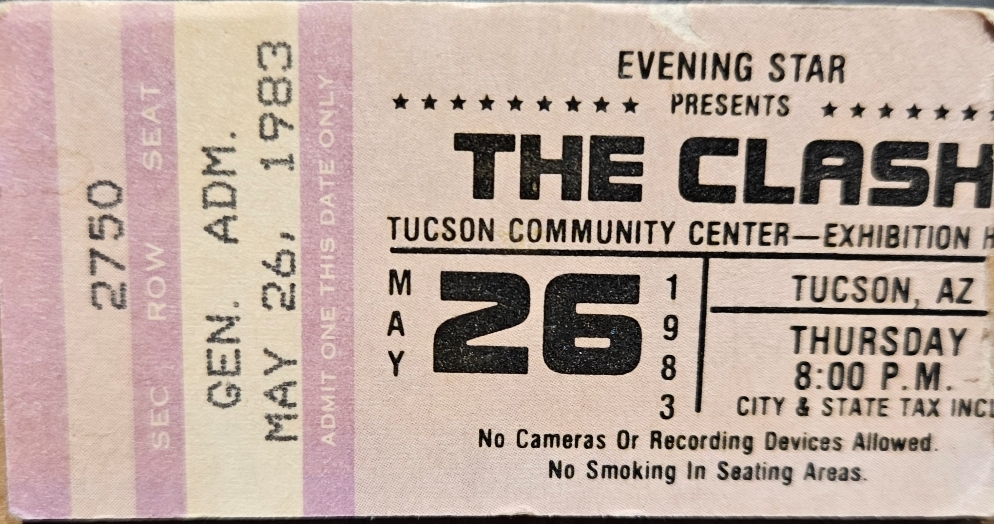 2750
SEC ROW SEAT
GEN. ADM.
MAY 26, 1983
ADMIT ONE THIS DATE ONLY
EVENING STAR
★★★★★★★★★ PRESENTS ★★★★★★
THE CLASH
TUCSON COMMUNITY CENTER—EXHIBITION H
MAY 26 1983
TUCSON, AZ
THURSDAY
8:00 P.M.
CITY & STATE TAX INCL
No Cameras Or Recording Devices Allowed.
No Smoking In Seating Areas.